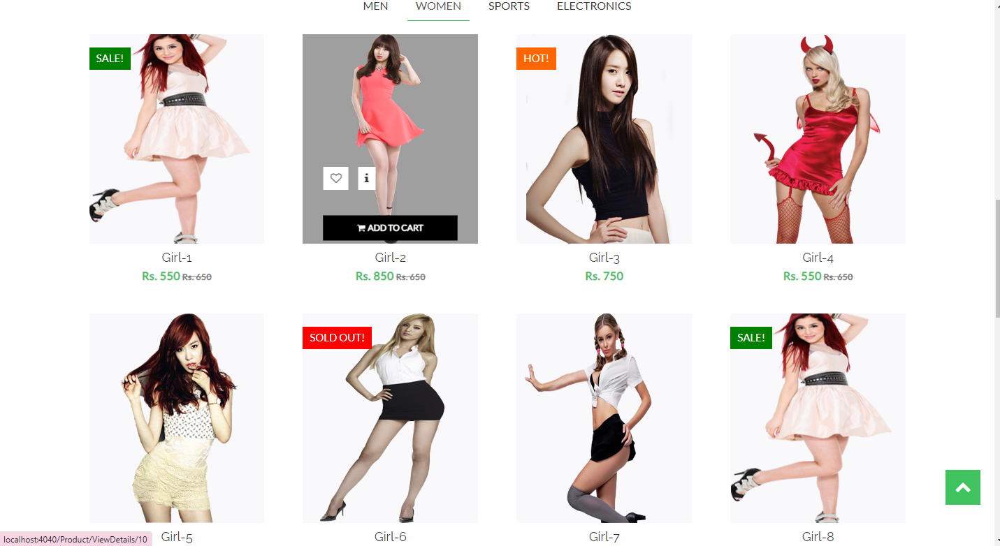 MEN WOMEN SPORTS ELECTRONICS
SALE! HOT!
i
ADD TO CART
Girl-1 Girl-2 Girl-3 Girl-4
Rs. 550 Rs. 650 Rs. 850 Rs. 650 Rs. 750 Rs. 550 Rs. 650
SOLD OUT! SALE!
Girl-5 Girl-6 Girl-7 Girl-8
localhost:4040/Product/ViewDetails/10